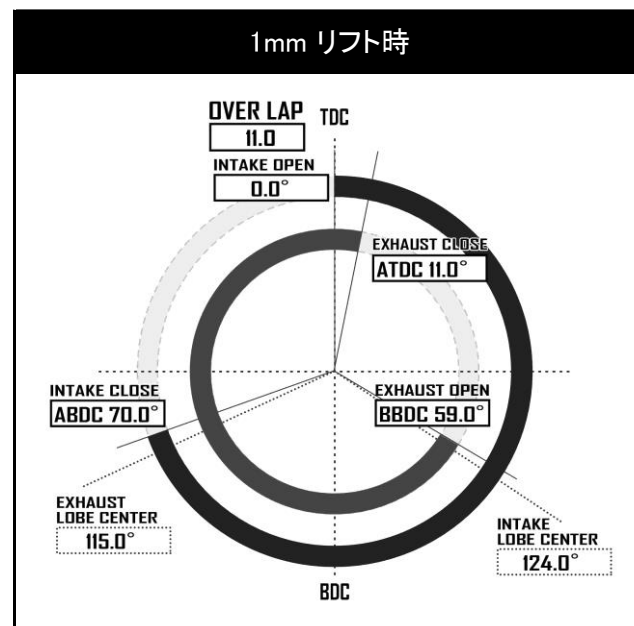 1mm リフト時
OVER LAP
11.0
TDC
INTAKE OPEN
0.0°
EXHAUST CLOSE
ATDC 11.0°
INTAKE CLOSE
ABDC 70.0°
EXHAUST OPEN
BBDC 59.0°
EXHAUST
LOBE CENTER
115.0°
INTAKE
LOBE CENTER
124.0°
BDC